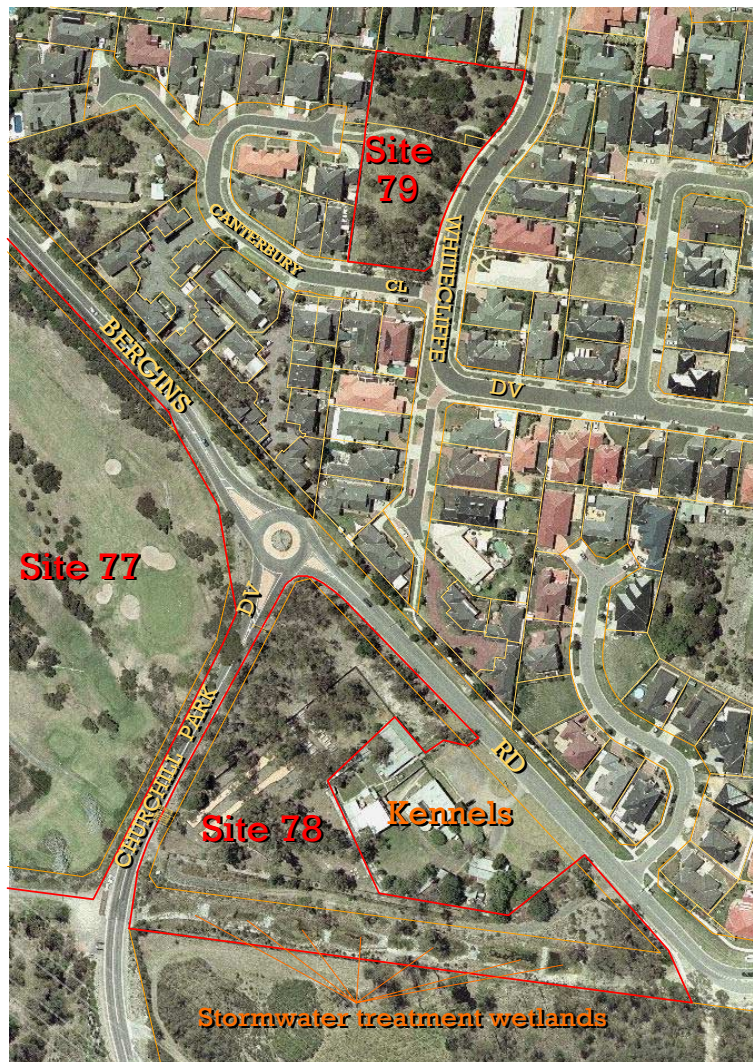 Site
79
WHITECLIFFE
CANTERBURY
CL
DV
BERGINS
Site 77
DV
CHURCHILL PARK
RD
Site 78
Kennels
Stormwater treatment wetlands